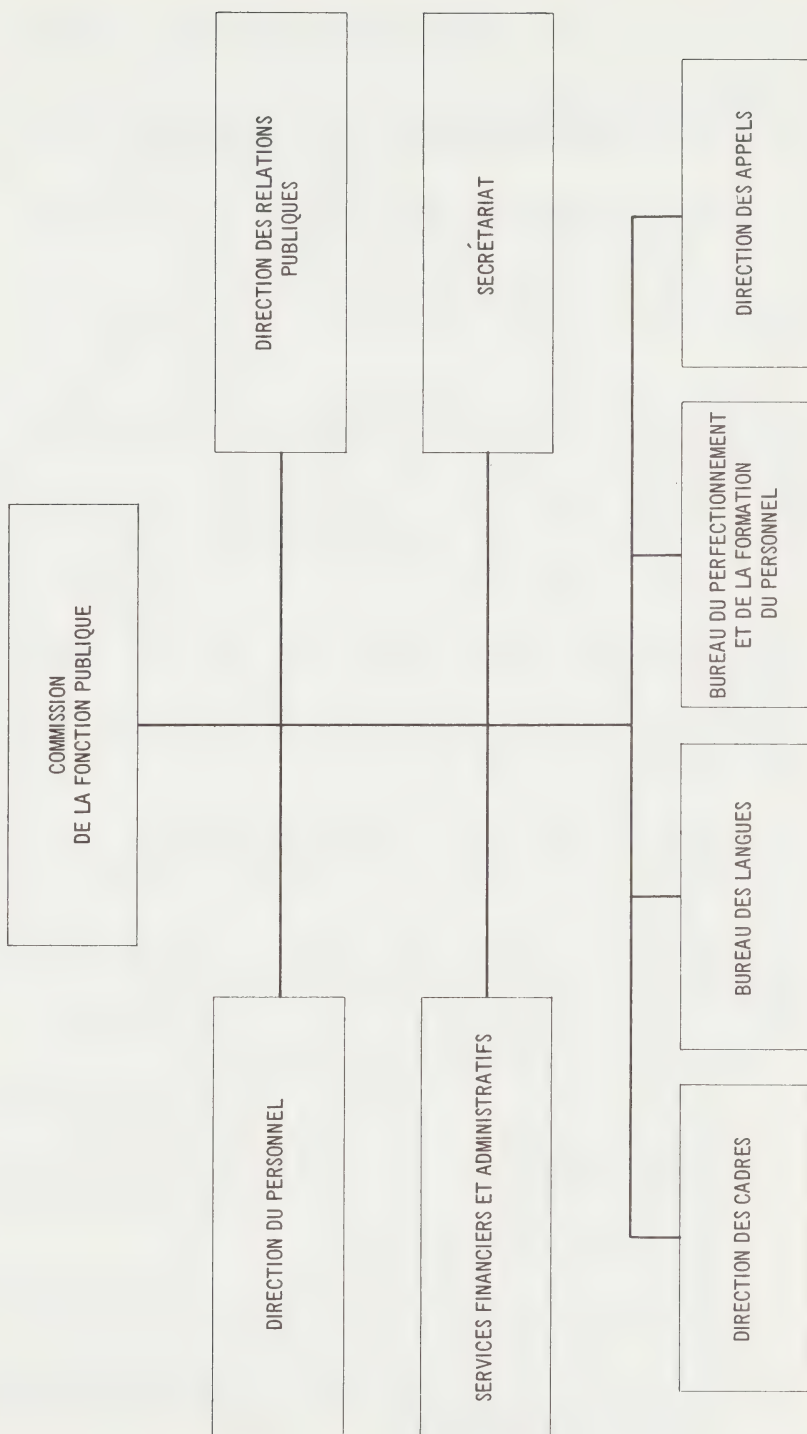 COMMISSION
DE LA FONCTION PUBLIQUE
DIRECTION DU PERSONNEL
DIRECTION DES RELATIONS
PUBLIQUES
SERVICES FINANCIERS ET ADMINISTRATIFS
SECRÉTARIAT
DIRECTION DES CADRES
BUREAU DES LANGUES
BUREAU DU PERFECTIONNEMENT
ET DE LA FORMATION
DU PERSONNEL
DIRECTION DES APPELS